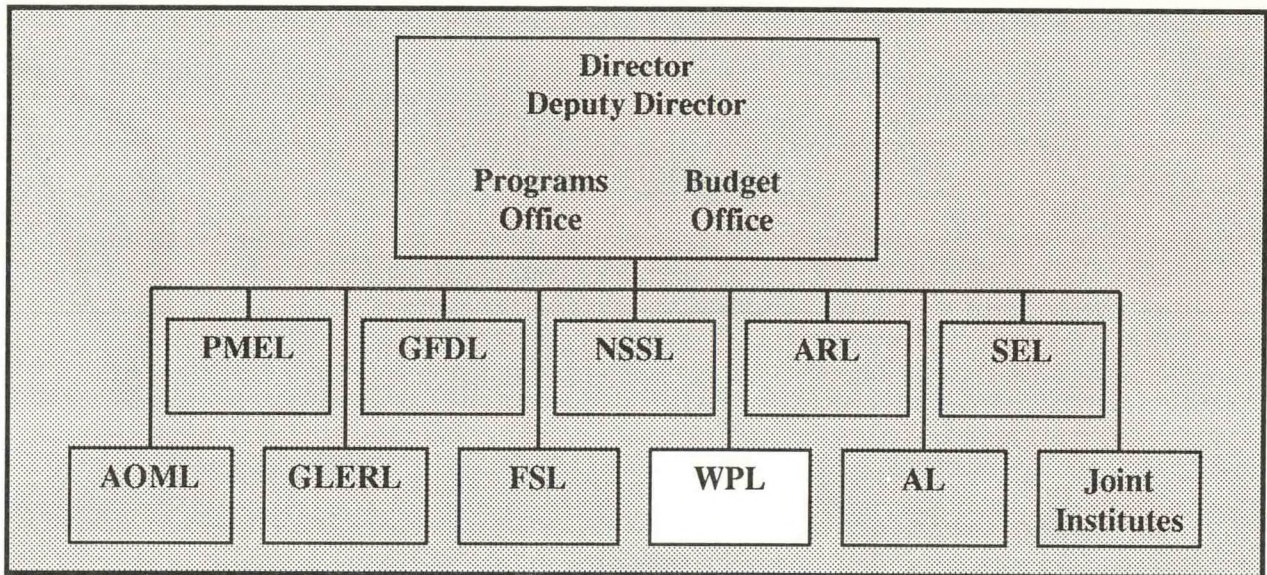 Director
Deputy Director
Programs Office
Budget Office
PMEL
GFDL
NSSL
ARL
SEL
AOML
GLERL
FSL
WPL
AL
Joint
Institutes